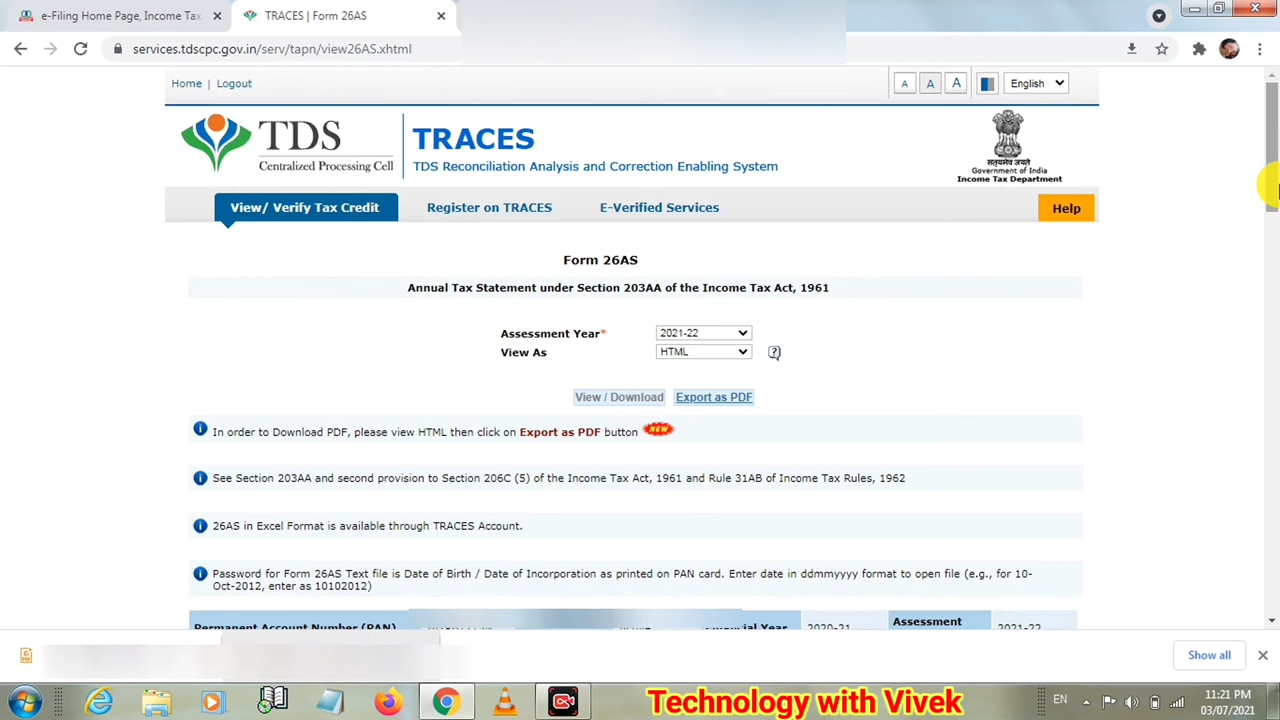 e-Filing Home Page, Income Tax
TRACES | Form 26AS
services.tdscpc.gov.in/serv/tapn/view26AS.xhtml
Home | Logout
A A A English
TDS
Centralized Processing Cell
TRACES
TDS Reconciliation Analysis and Correction Enabling System
सत्यमेव जयते
Government of India
Income Tax Department
View/ Verify Tax Credit Register on TRACES E-Verified Services Help
Form 26AS
Annual Tax Statement under Section 203AA of the Income Tax Act, 1961
Assessment Year* 2021-22
View As HTML ?
View / Download Export as PDF
In order to Download PDF, please view HTML then click on Export as PDF button NEW
See Section 203AA and second provision to Section 206C (5) of the Income Tax Act, 1961 and Rule 31AB of Income Tax Rules, 1962
26AS in Excel Format is available through TRACES Account.
Password for Form 26AS Text file is Date of Birth / Date of Incorporation as printed on PAN card. Enter date in ddmmyyyy format to open file (e.g., for 10-
Oct-2012, enter as 10102012)
Permanent Account Number (PAN) Financial Year 2020-21 Assessment 2021-22
Show all
Technology with Vivek
EN
11:21 PM
03/07/2021